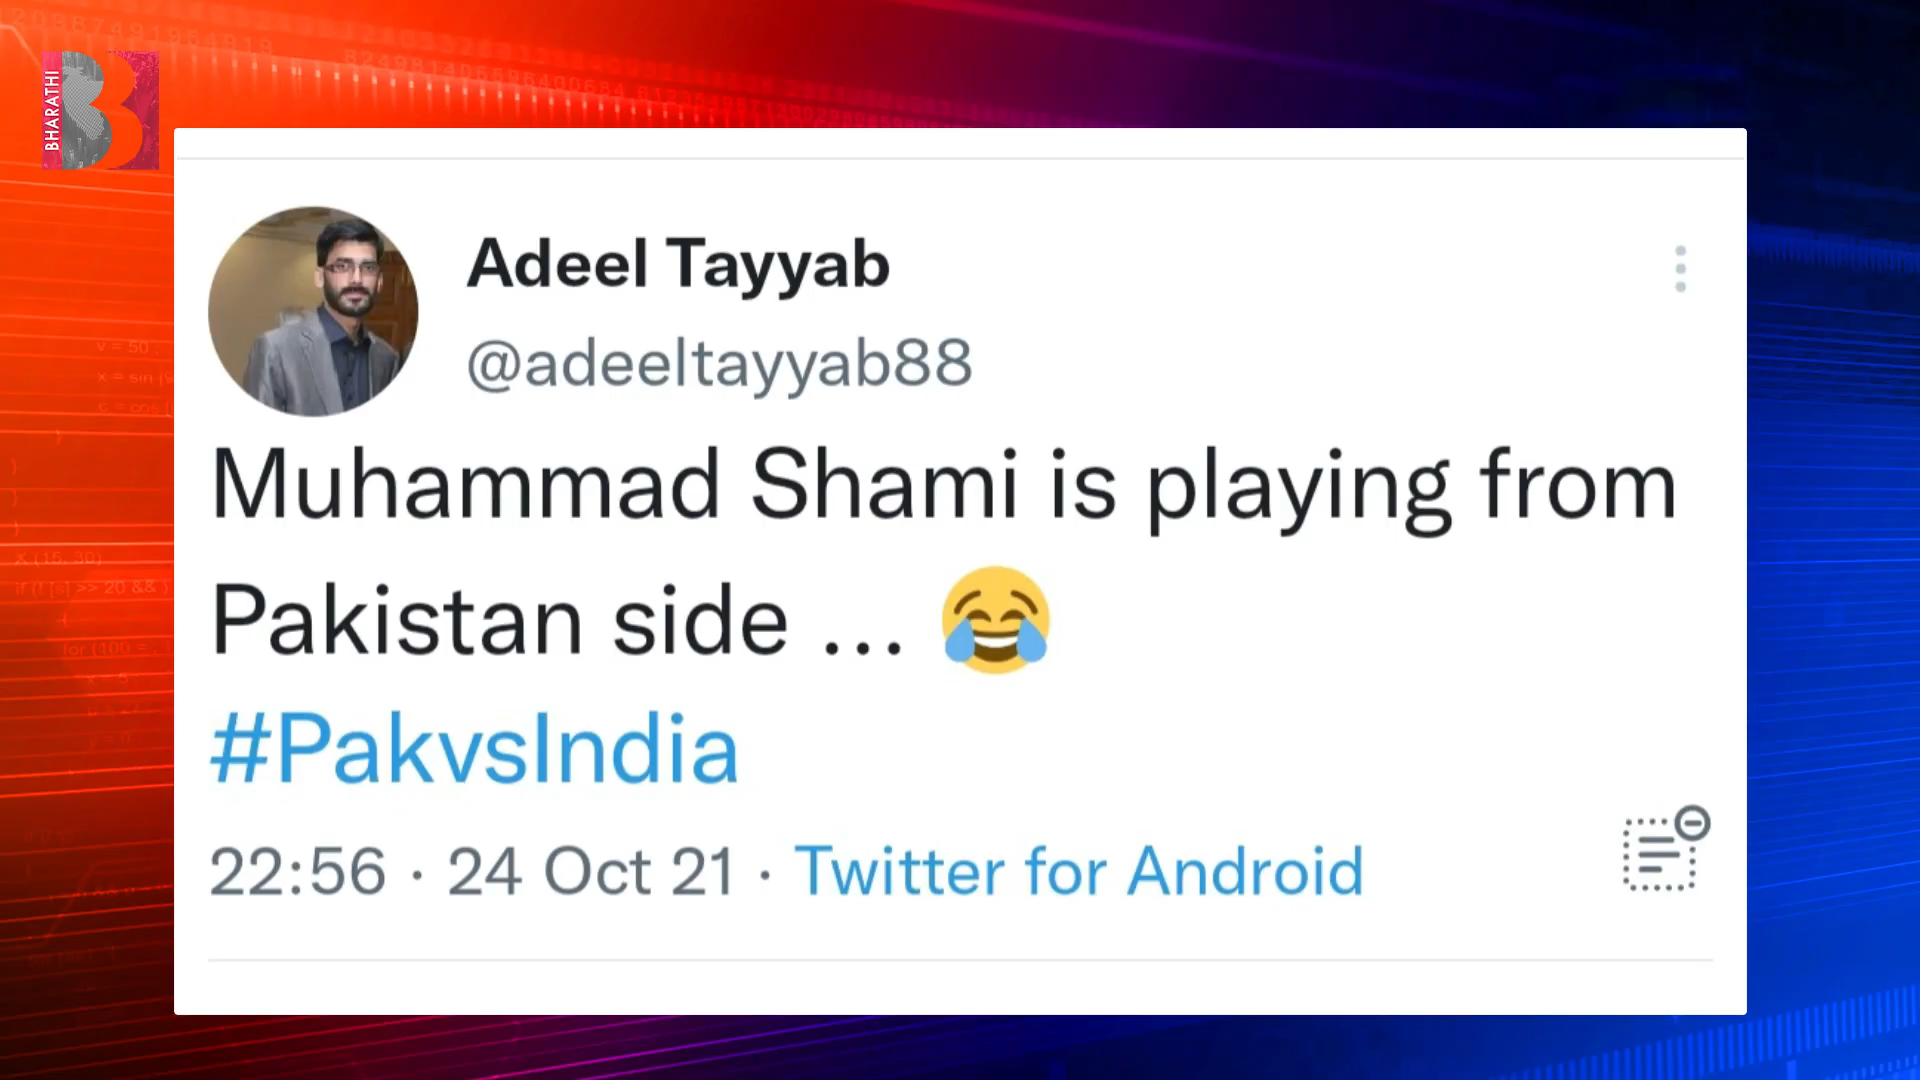 BHARATHI
Adeel Tayyab
@adeeltayyab88
Muhammad Shami is playing from
Pakistan side ... 😂
#PakvsIndia
22:56 · 24 Oct 21 · Twitter for Android